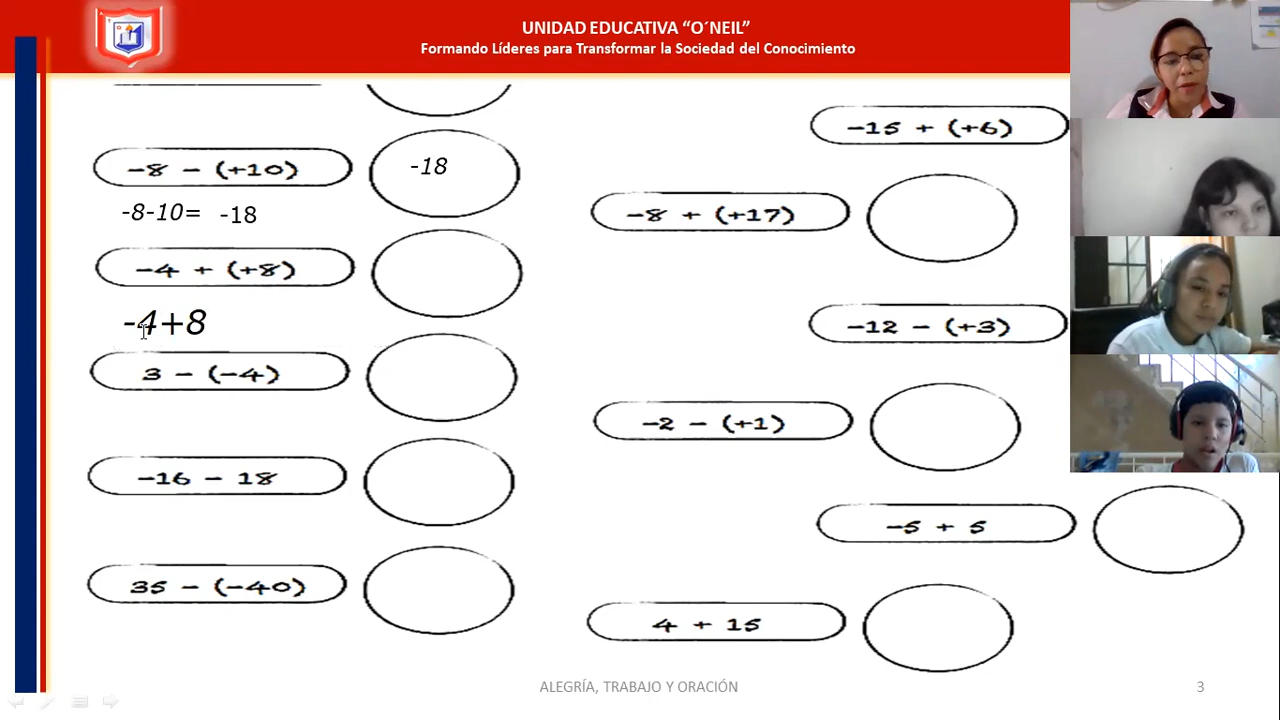 UNIDAD EDUCATIVA “O´NEIL”
Formando Líderes para Transformar la Sociedad del Conocimiento
-8 - (+10)
-18
-8-10= -18
-4 + (+8)
-4+8
3 - (-4)
-16 - 18
35 - (-40)
-15 + (+6)
-8 + (+17)
-12 - (+3)
-2 - (+1)
-5 + 5
4 + 15
ALEGRÍA, TRABAJO Y ORACIÓN
3